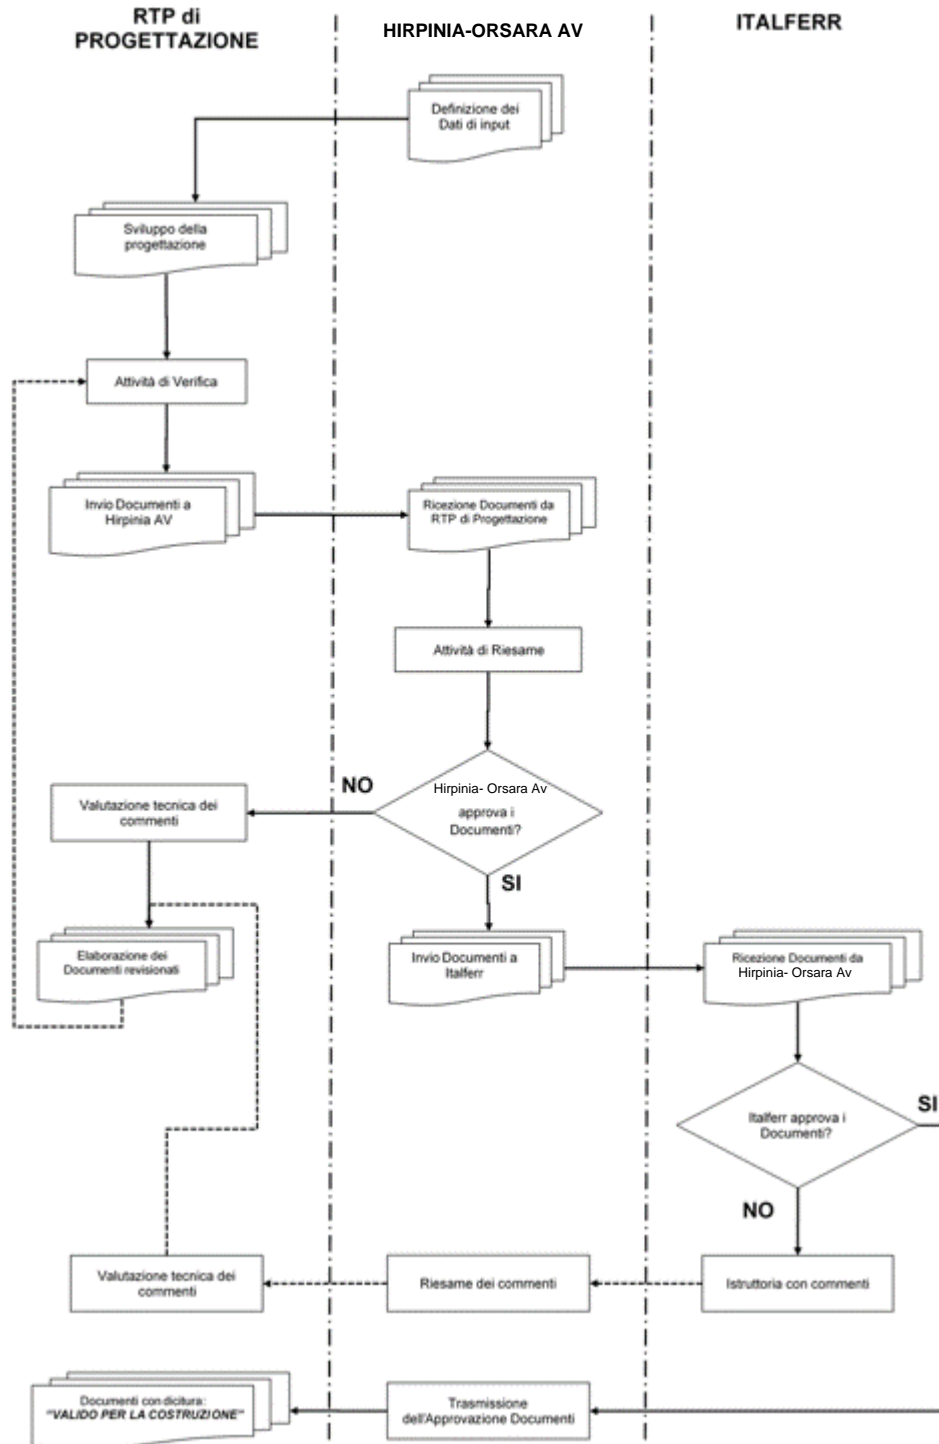 RTP di
PROGETTAZIONE
HIRPINIA-ORSARA AV
ITALFERR
Definizione dei
Dati di input
Sviluppo della
progettazione
Attività di Verifica
Invio Documenti a
Hirpinia AV
Ricezione Documenti da
RTP di Progettazione
Attività di Riesame
NO
Hirpinia- Orsara Av
approva i
Documenti?
Valutazione tecnica dei
commenti
SI
Elaborazione dei
Documenti revisionati
Invio Documenti a
Italferr
Ricezione Documenti da
Hirpinia- Orsara Av
Italferr approva i
Documenti?
SI
NO
Valutazione tecnica dei
commenti
Riesame dei commenti
Istruttoria con commenti
Documenti con dicitura:
"VALIDO PER LA COSTRUZIONE"
Trasmissione
dell'Approvazione Documenti